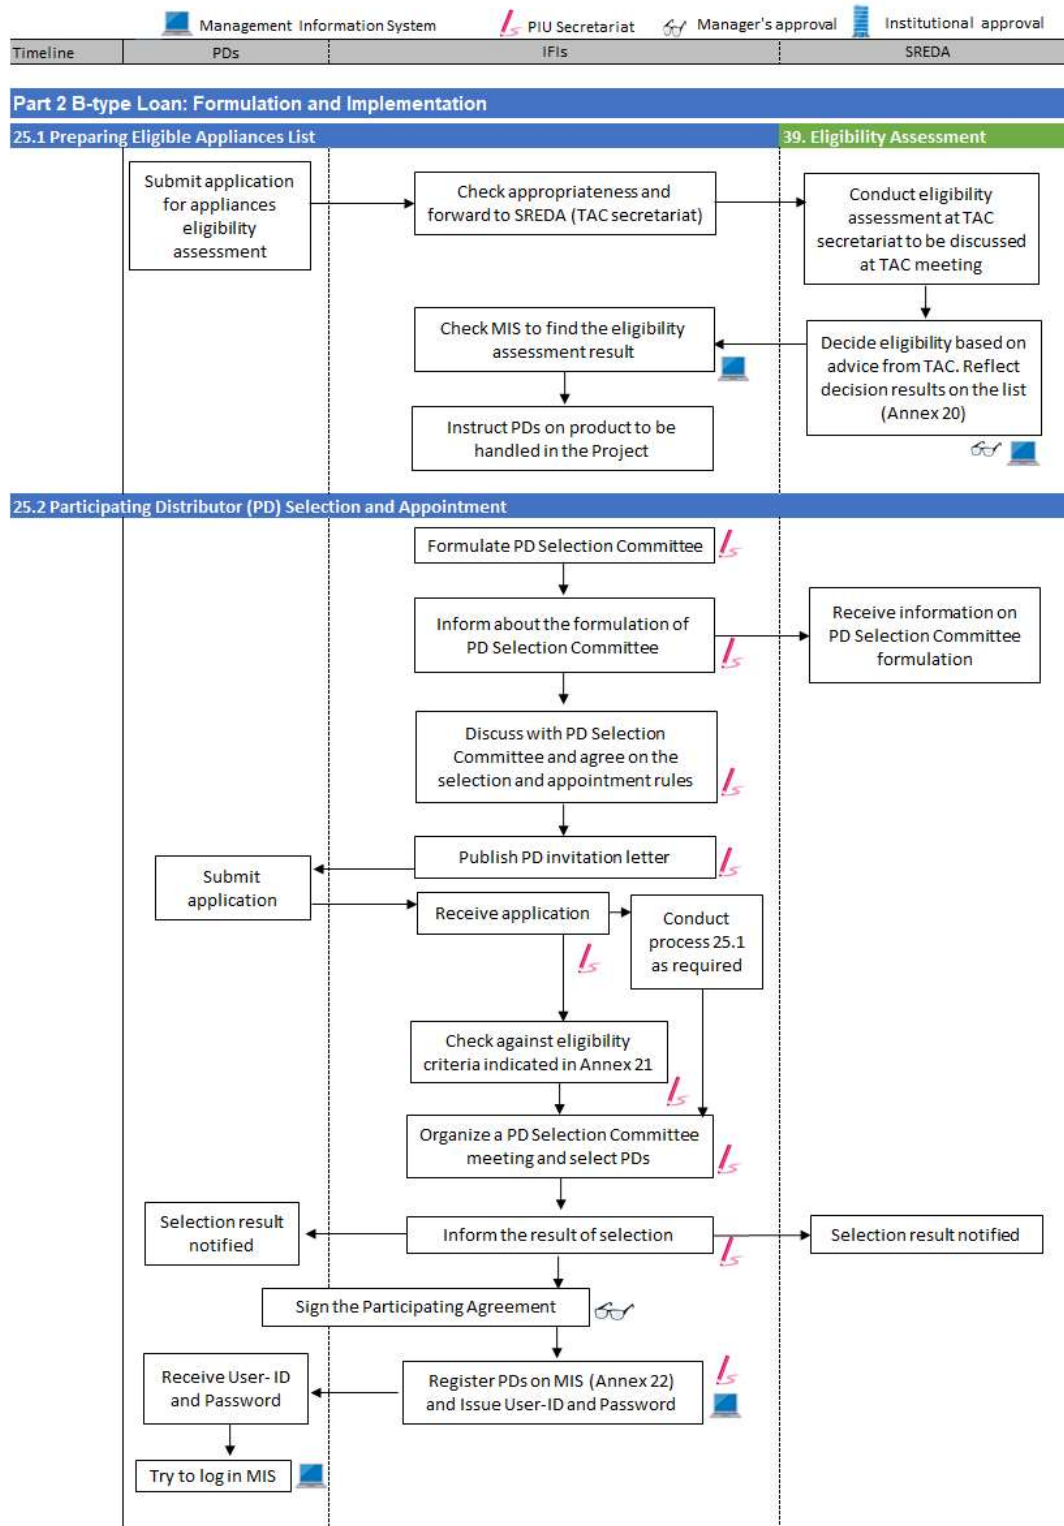 Management Information System
PIU Secretariat
Manager's approval
Institutional approval
Timeline
PDs
IFIs
SREDA
Part 2 B-type Loan: Formulation and Implementation
25.1 Preparing Eligible Appliances List
39. Eligibility Assessment
Submit application
for appliances
eligibility
assessment
Check appropriateness and
forward to SREDA (TAC secretariat)
Conduct eligibility
assessment at TAC
secretariat to be discussed
at TAC meeting
Check MIS to find the eligibility
assessment result
Decide eligibility based on
advice from TAC. Reflect
decision results on the list
(Annex 20)
Instruct PDs on product to be
handled in the Project
25.2 Participating Distributor (PD) Selection and Appointment
Formulate PD Selection Committee
Inform about the formulation of
PD Selection Committee
Receive information on
PD Selection Committee
formulation
Discuss with PD Selection
Committee and agree on the
selection and appointment rules
Publish PD invitation letter
Submit
application
Receive application
Conduct
process 25.1
as required
Check against eligibility
criteria indicated in Annex 21
Organize a PD Selection Committee
meeting and select PDs
Selection result
notified
Inform the result of selection
Selection result notified
Sign the Participating Agreement
Receive User- ID
and Password
Register PDs on MIS (Annex 22)
and Issue User-ID and Password
Try to log in MIS